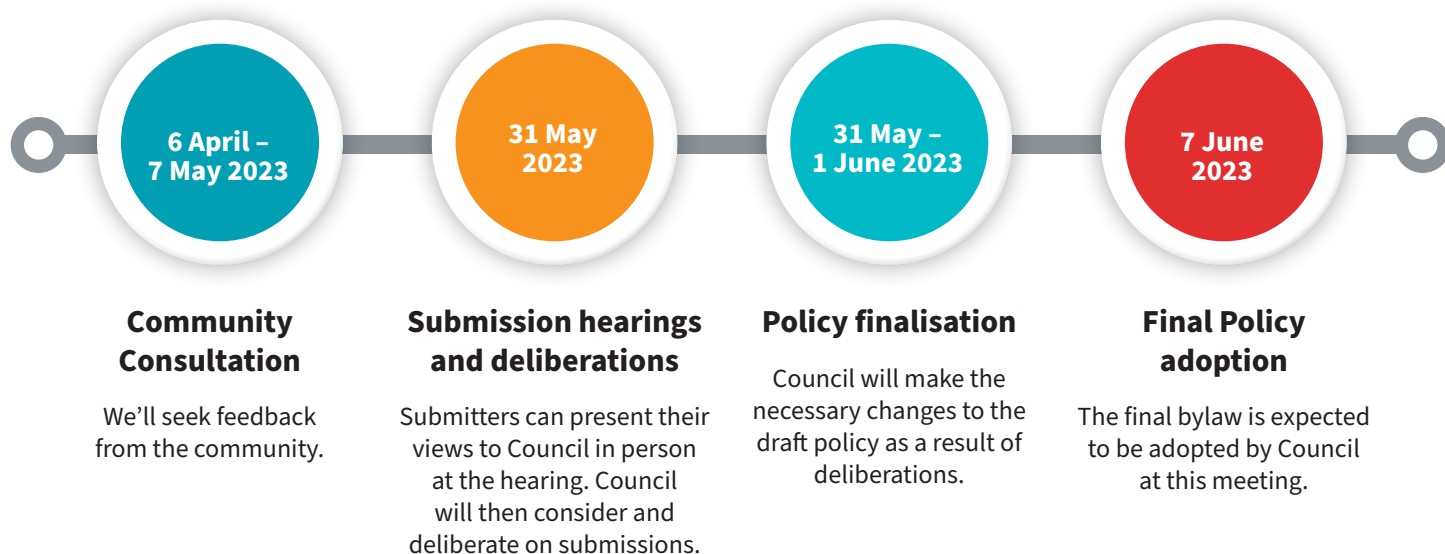 6 April –
7 May 2023
31 May
2023
31 May –
1 June 2023
7 June
2023
Community
Consultation
We’ll seek feedback
from the community.
Submission hearings
and deliberations
Submitters can present their
views to Council in person
at the hearing. Council
will then consider and
deliberate on submissions.
Policy finalisation
Council will make the
necessary changes to the
draft policy as a result of
deliberations.
Final Policy
adoption
The final bylaw is expected
to be adopted by Council
at this meeting.